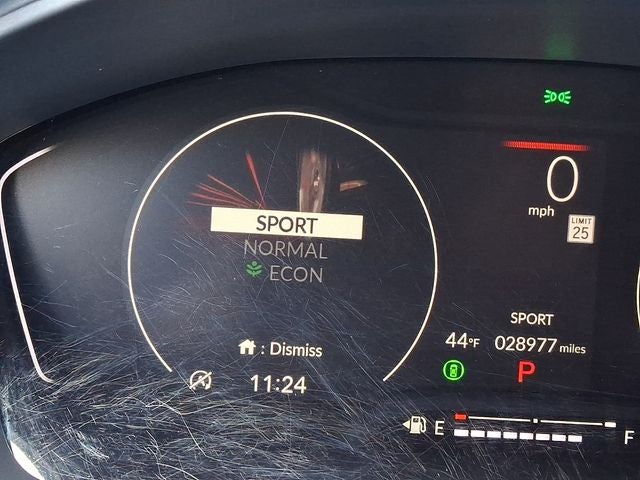 SPORT
NORMAL
ECON
: Dismiss
11:24
0
mph
LIMIT
25
SPORT
44°F 028977 miles
P
E F